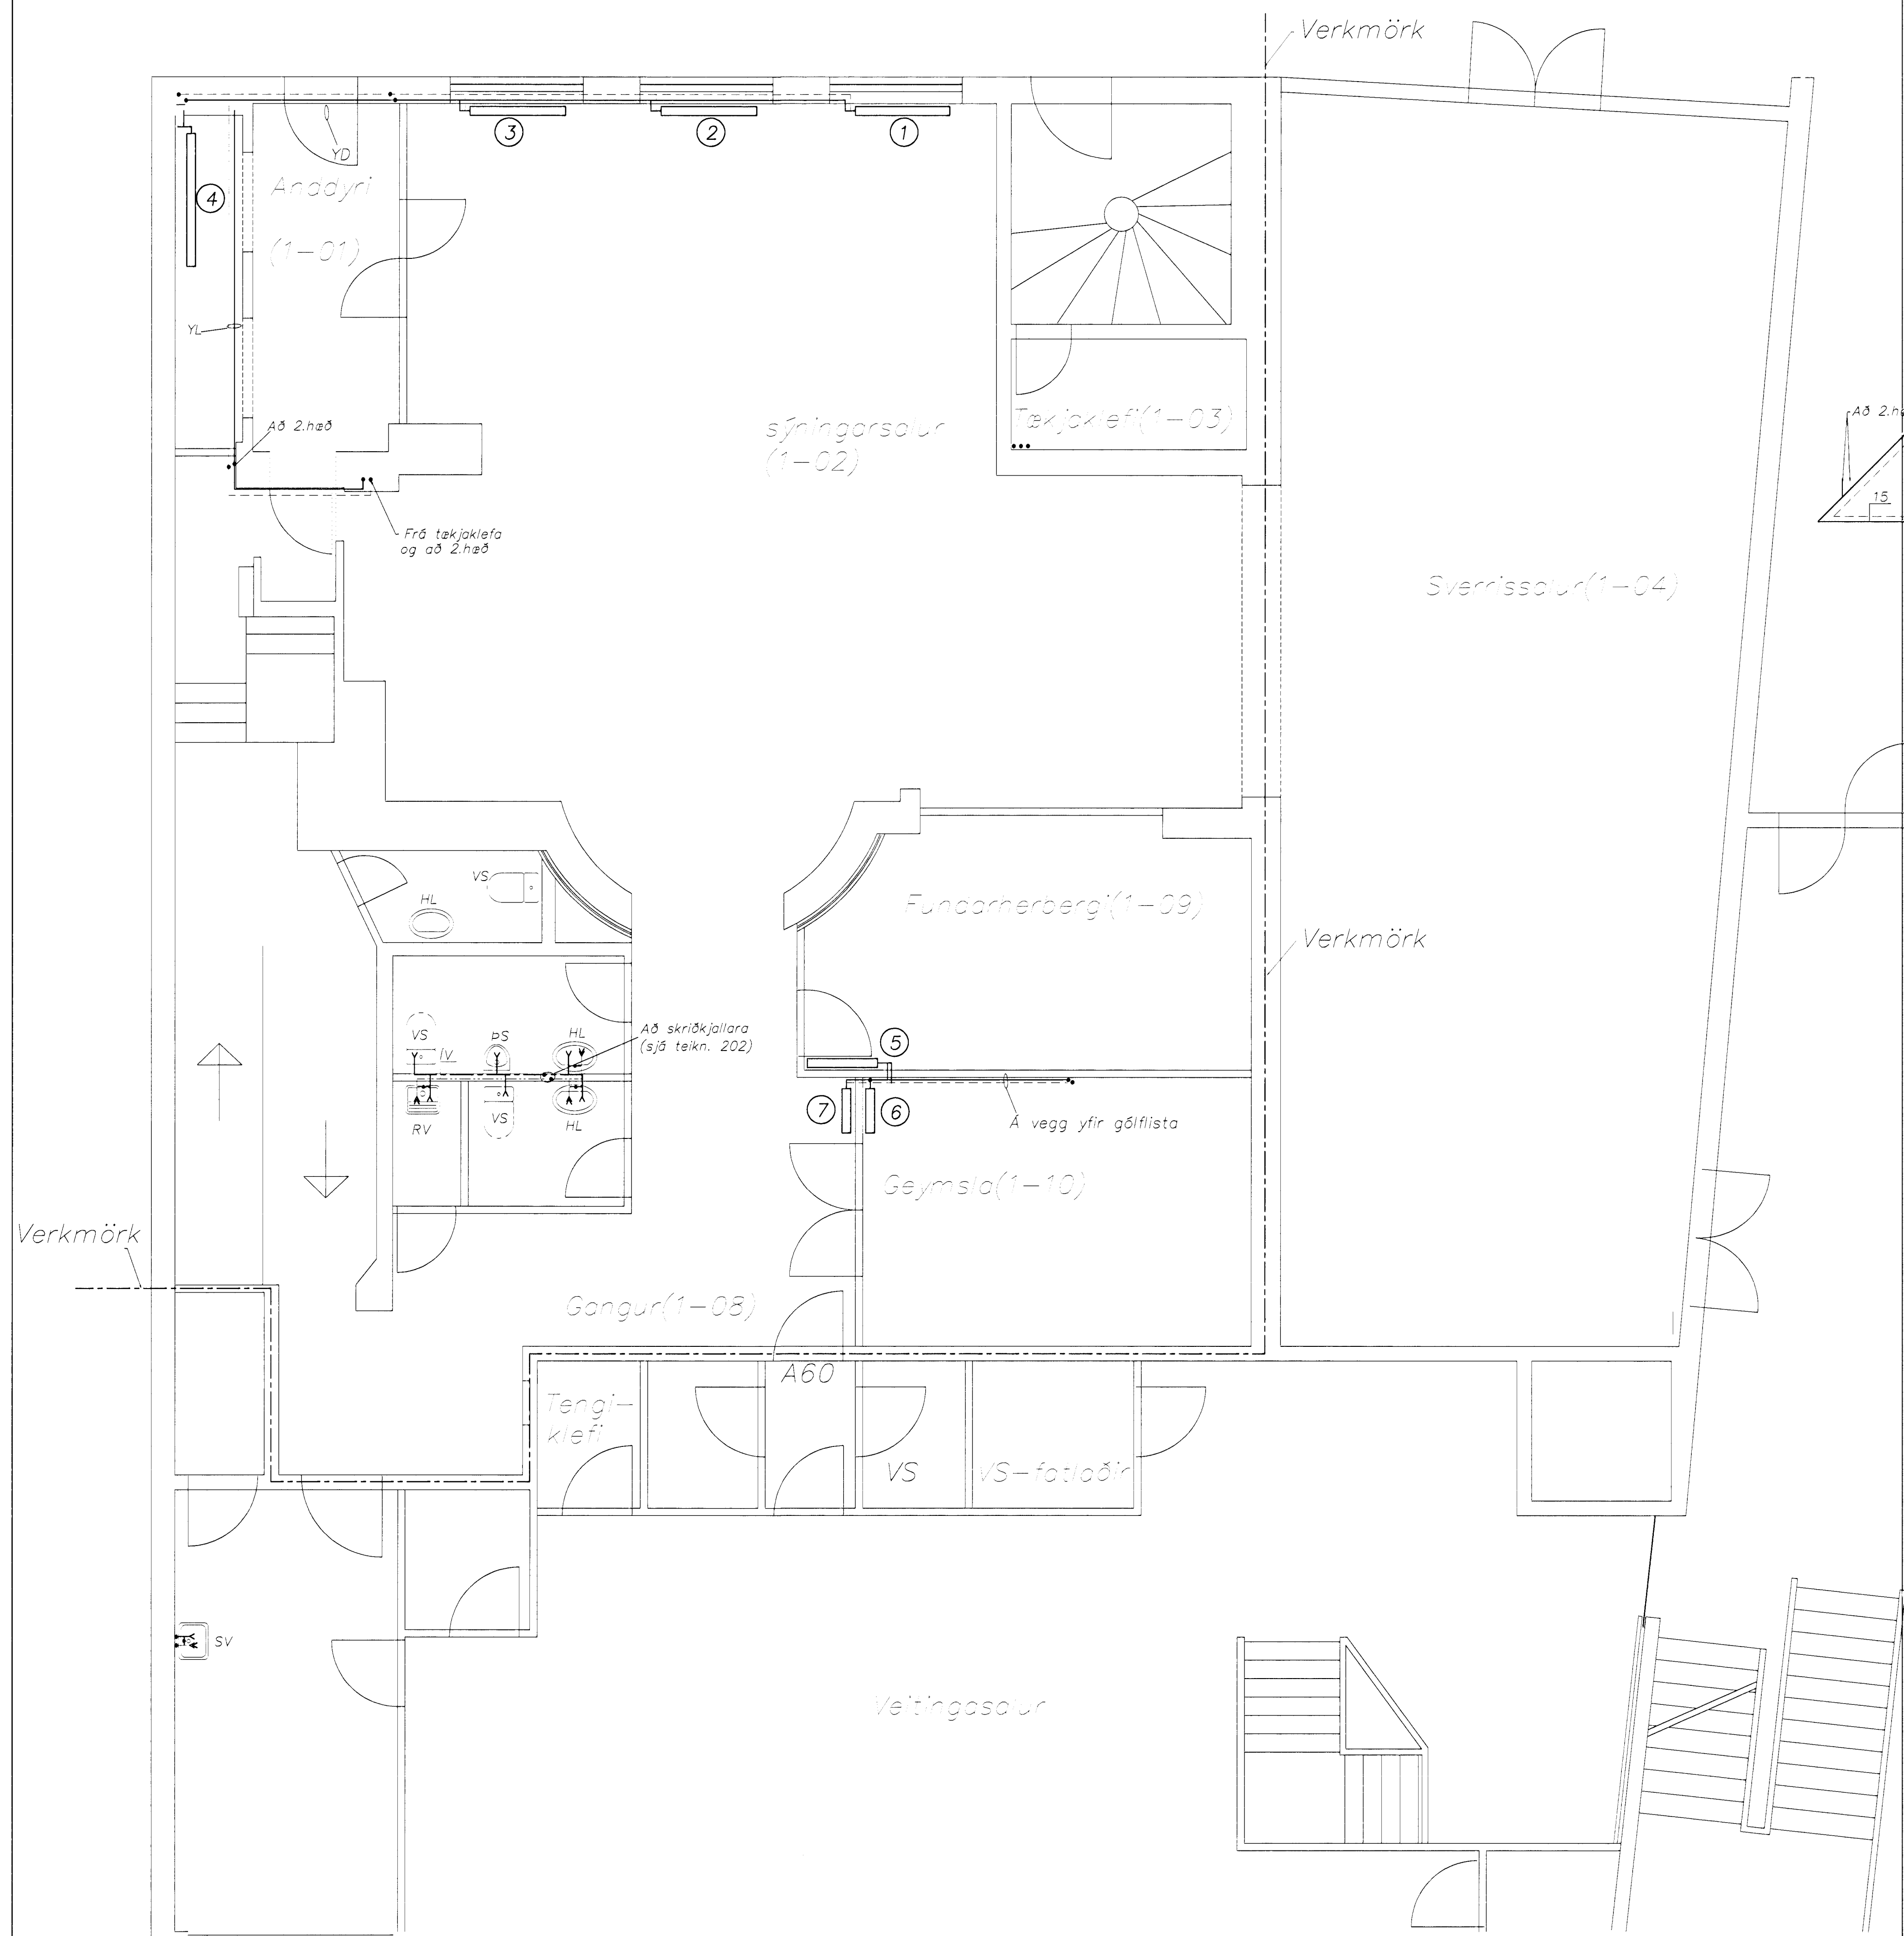 Verkmörk
3
2
1
YD
4
Anddyri
(1-01)
YL
Að 2.hæð
Tækjaklefi(1-03)
sýningarsalur
(1-02)
15
Frá tækjaklefa
og að 2.hæð
Sverrissalur(1-04)
VS
HL
Fundarherbergi(1-09)
Verkmörk
VS
IV
ÞS
HL
Að skriðkjallara
(sjá teikn. 202)
5
7
6
RV
VS
HL
Á vegg yfir gólflista
Geymsla(1-10)
Verkmörk
Gangur(1-08)
A60
Tengi-
klefi
VS
VS-fatlaðir
SV
Veitingasalur